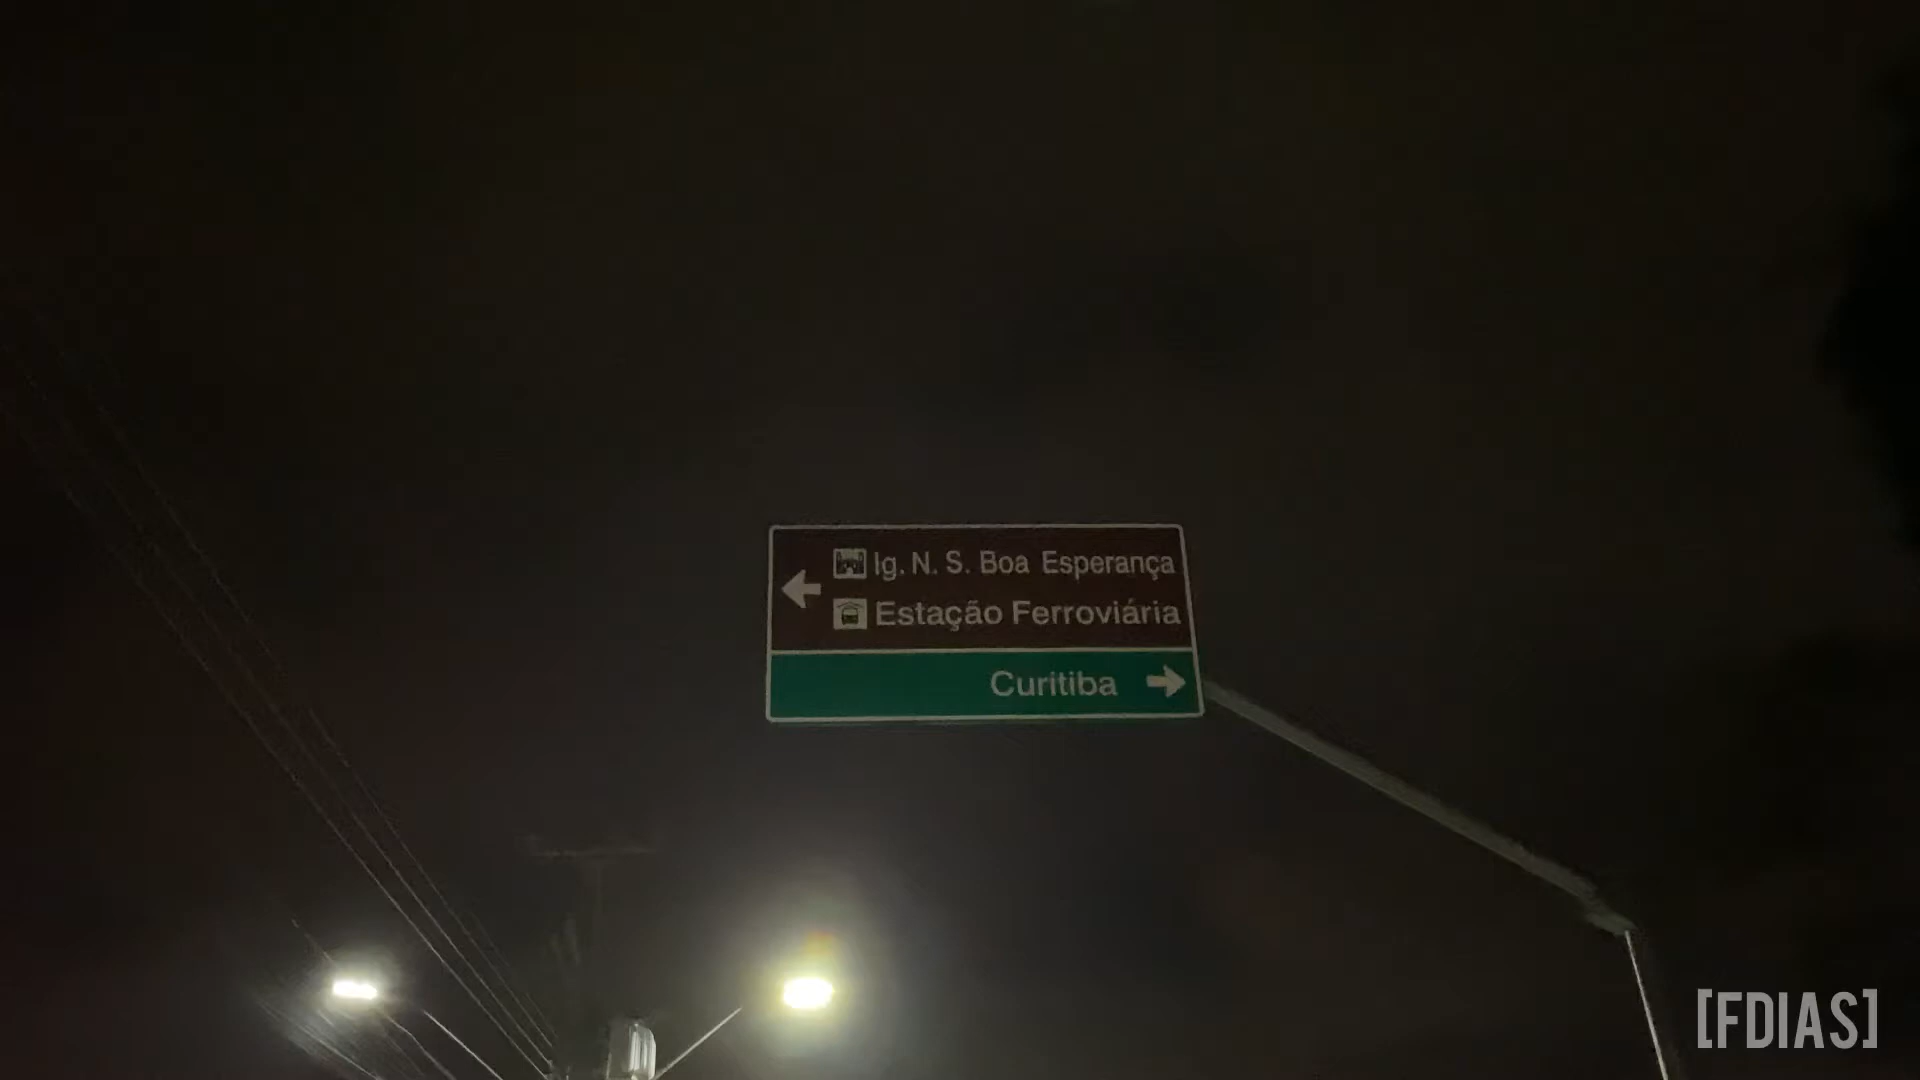 Ig. N. S. Boa Esperança
Estação Ferroviária
Curitiba
[FDIAS]